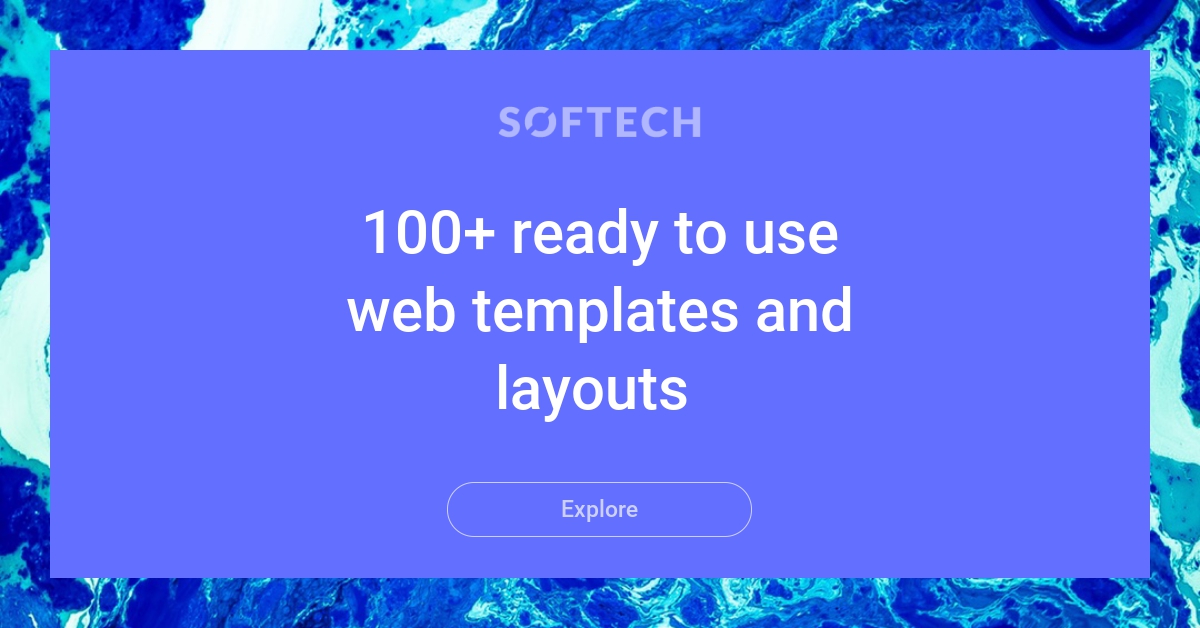 SOFTECH
100+ ready to use
web templates and
layouts
Explore